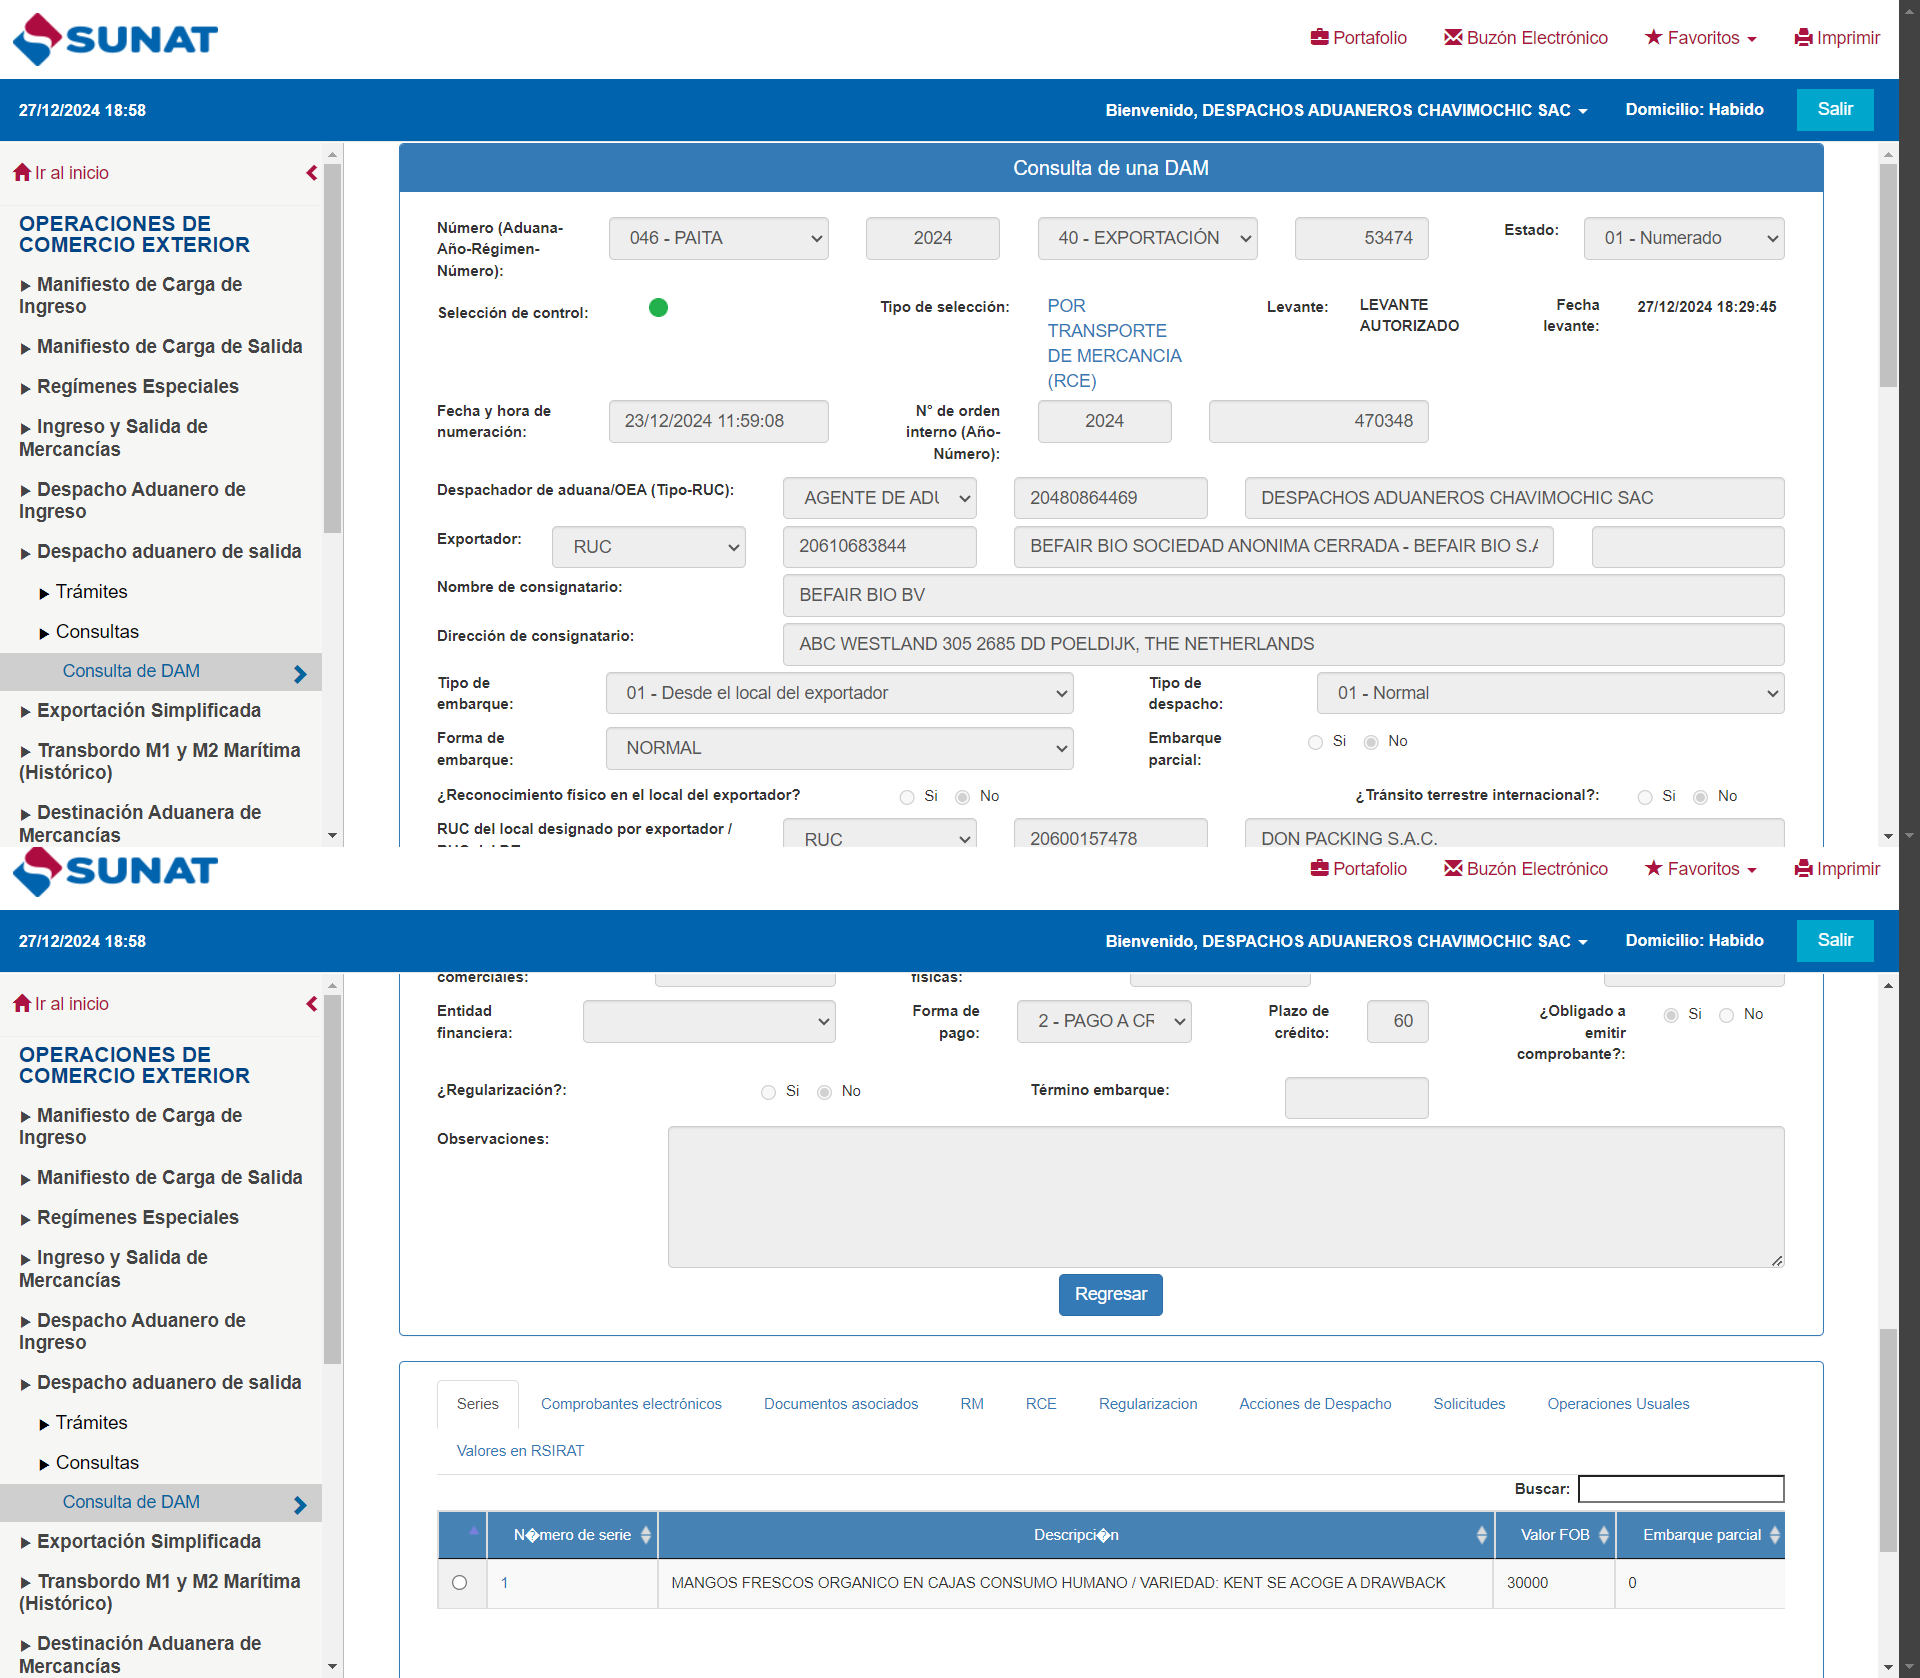 SUNAT
Portafolio Buzón Electrónico Favoritos Imprimir
27/12/2024 18:58 Bienvenido, DESPACHOS ADUANEROS CHAVIMOCHIC SAC Domicilio: Habido Salir
Ir al inicio
OPERACIONES DE
COMERCIO EXTERIOR
Manifiesto de Carga de
Ingreso
Manifiesto de Carga de Salida
Regímenes Especiales
Ingreso y Salida de
Mercancías
Despacho Aduanero de
Ingreso
Despacho aduanero de salida
Trámites
Consultas
Consulta de DAM
Exportación Simplificada
Transbordo M1 y M2 Marítima
(Histórico)
Destinación Aduanera de
Mercancías
Consulta de una DAM
Número (Aduana-
Año-Régimen-
Número):
046 - PAITA 2024 40 - EXPORTACIÓN 53474 Estado: 01 - Numerado
Selección de control: Tipo de selección:
POR
TRANSPORTE
DE MERCANCIA
(RCE)
Levante:
LEVANTE
AUTORIZADO
Fecha
levante:
27/12/2024 18:29:45
Fecha y hora de
numeración:
23/12/2024 11:59:08
N° de orden
interno (Año-
Número):
2024 470348
Despachador de aduana/OEA (Tipo-RUC): AGENTE DE ADU 20480864469 DESPACHOS ADUANEROS CHAVIMOCHIC SAC
Exportador: RUC 20610683844 BEFAIR BIO SOCIEDAD ANONIMA CERRADA - BEFAIR BIO S.A
Nombre de consignatario: BEFAIR BIO BV
Dirección de consignatario: ABC WESTLAND 305 2685 DD POELDIJK, THE NETHERLANDS
Tipo de
embarque:
01 - Desde el local del exportador
Tipo de
despacho:
01 - Normal
Forma de
embarque:
NORMAL
Embarque
parcial:
Si No
¿Reconocimiento físico en el local del exportador? Si No ¿Tránsito terrestre internacional?: Si No
RUC del local designado por exportador /
RUC 20600157478 DON PACKING S.A.C.
SUNAT
Portafolio Buzón Electrónico Favoritos Imprimir
27/12/2024 18:58 Bienvenido, DESPACHOS ADUANEROS CHAVIMOCHIC SAC Domicilio: Habido Salir
Ir al inicio
OPERACIONES DE
COMERCIO EXTERIOR
Manifiesto de Carga de
Ingreso
Manifiesto de Carga de Salida
Regímenes Especiales
Ingreso y Salida de
Mercancías
Despacho Aduanero de
Ingreso
Despacho aduanero de salida
Trámites
Consultas
Consulta de DAM
Exportación Simplificada
Transbordo M1 y M2 Marítima
(Histórico)
Destinación Aduanera de
Mercancías
comerciales: físicas:
Entidad
financiera:
Forma de
pago:
2 - PAGO A CR
Plazo de
crédito:
60
¿Obligado a
emitir
comprobante?:
Si No
¿Regularización?: Si No Término embarque:
Observaciones:
Regresar
Series Comprobantes electrónicos Documentos asociados RM RCE Regularizacion Acciones de Despacho Solicitudes Operaciones Usuales
Valores en RSIRAT
Buscar:
N�mero de serie Descripci�n Valor FOB Embarque parcial
1 MANGOS FRESCOS ORGANICO EN CAJAS CONSUMO HUMANO / VARIEDAD: KENT SE ACOGE A DRAWBACK 30000 0